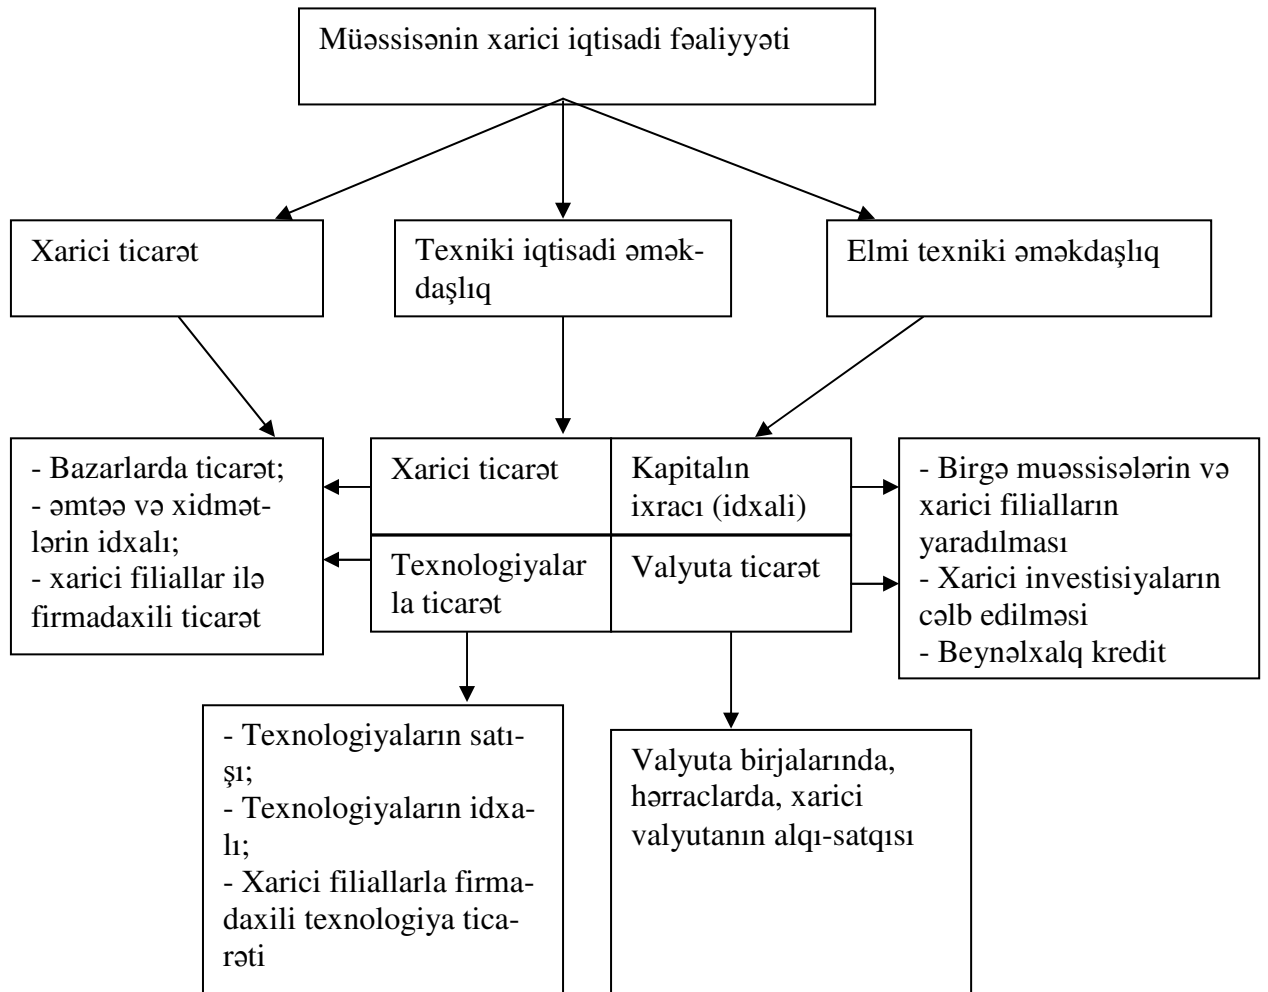 Müəssisənin xarici iqtisadi fəaliyyəti
Xarici ticarət
Texniki iqtisadi əmək-
daşlıq
Elmi texniki əməkdaşlıq
- Bazarlarda ticarət;
- əmtəə və xidmət-
lərin idxalı;
- xarici filiallar ilə
firmadaxili ticarət
Xarici ticarət
Kapitalın
ixracı (idxali)
Texnologiyalar
la ticarət
Valyuta ticarət
- Birgə muəssisələrin və
xarici filialların
yaradılması
- Xarici investisiyaların
cəlb edilməsi
- Beynəlxalq kredit
- Texnologiyaların satı-
şı;
- Texnologiyaların idxa-
lı;
- Xarici filiallarla firma-
daxili texnologiya tica-
rəti
Valyuta birjalarında,
hərraclarda, xarici
valyutanın alqı-satqısı